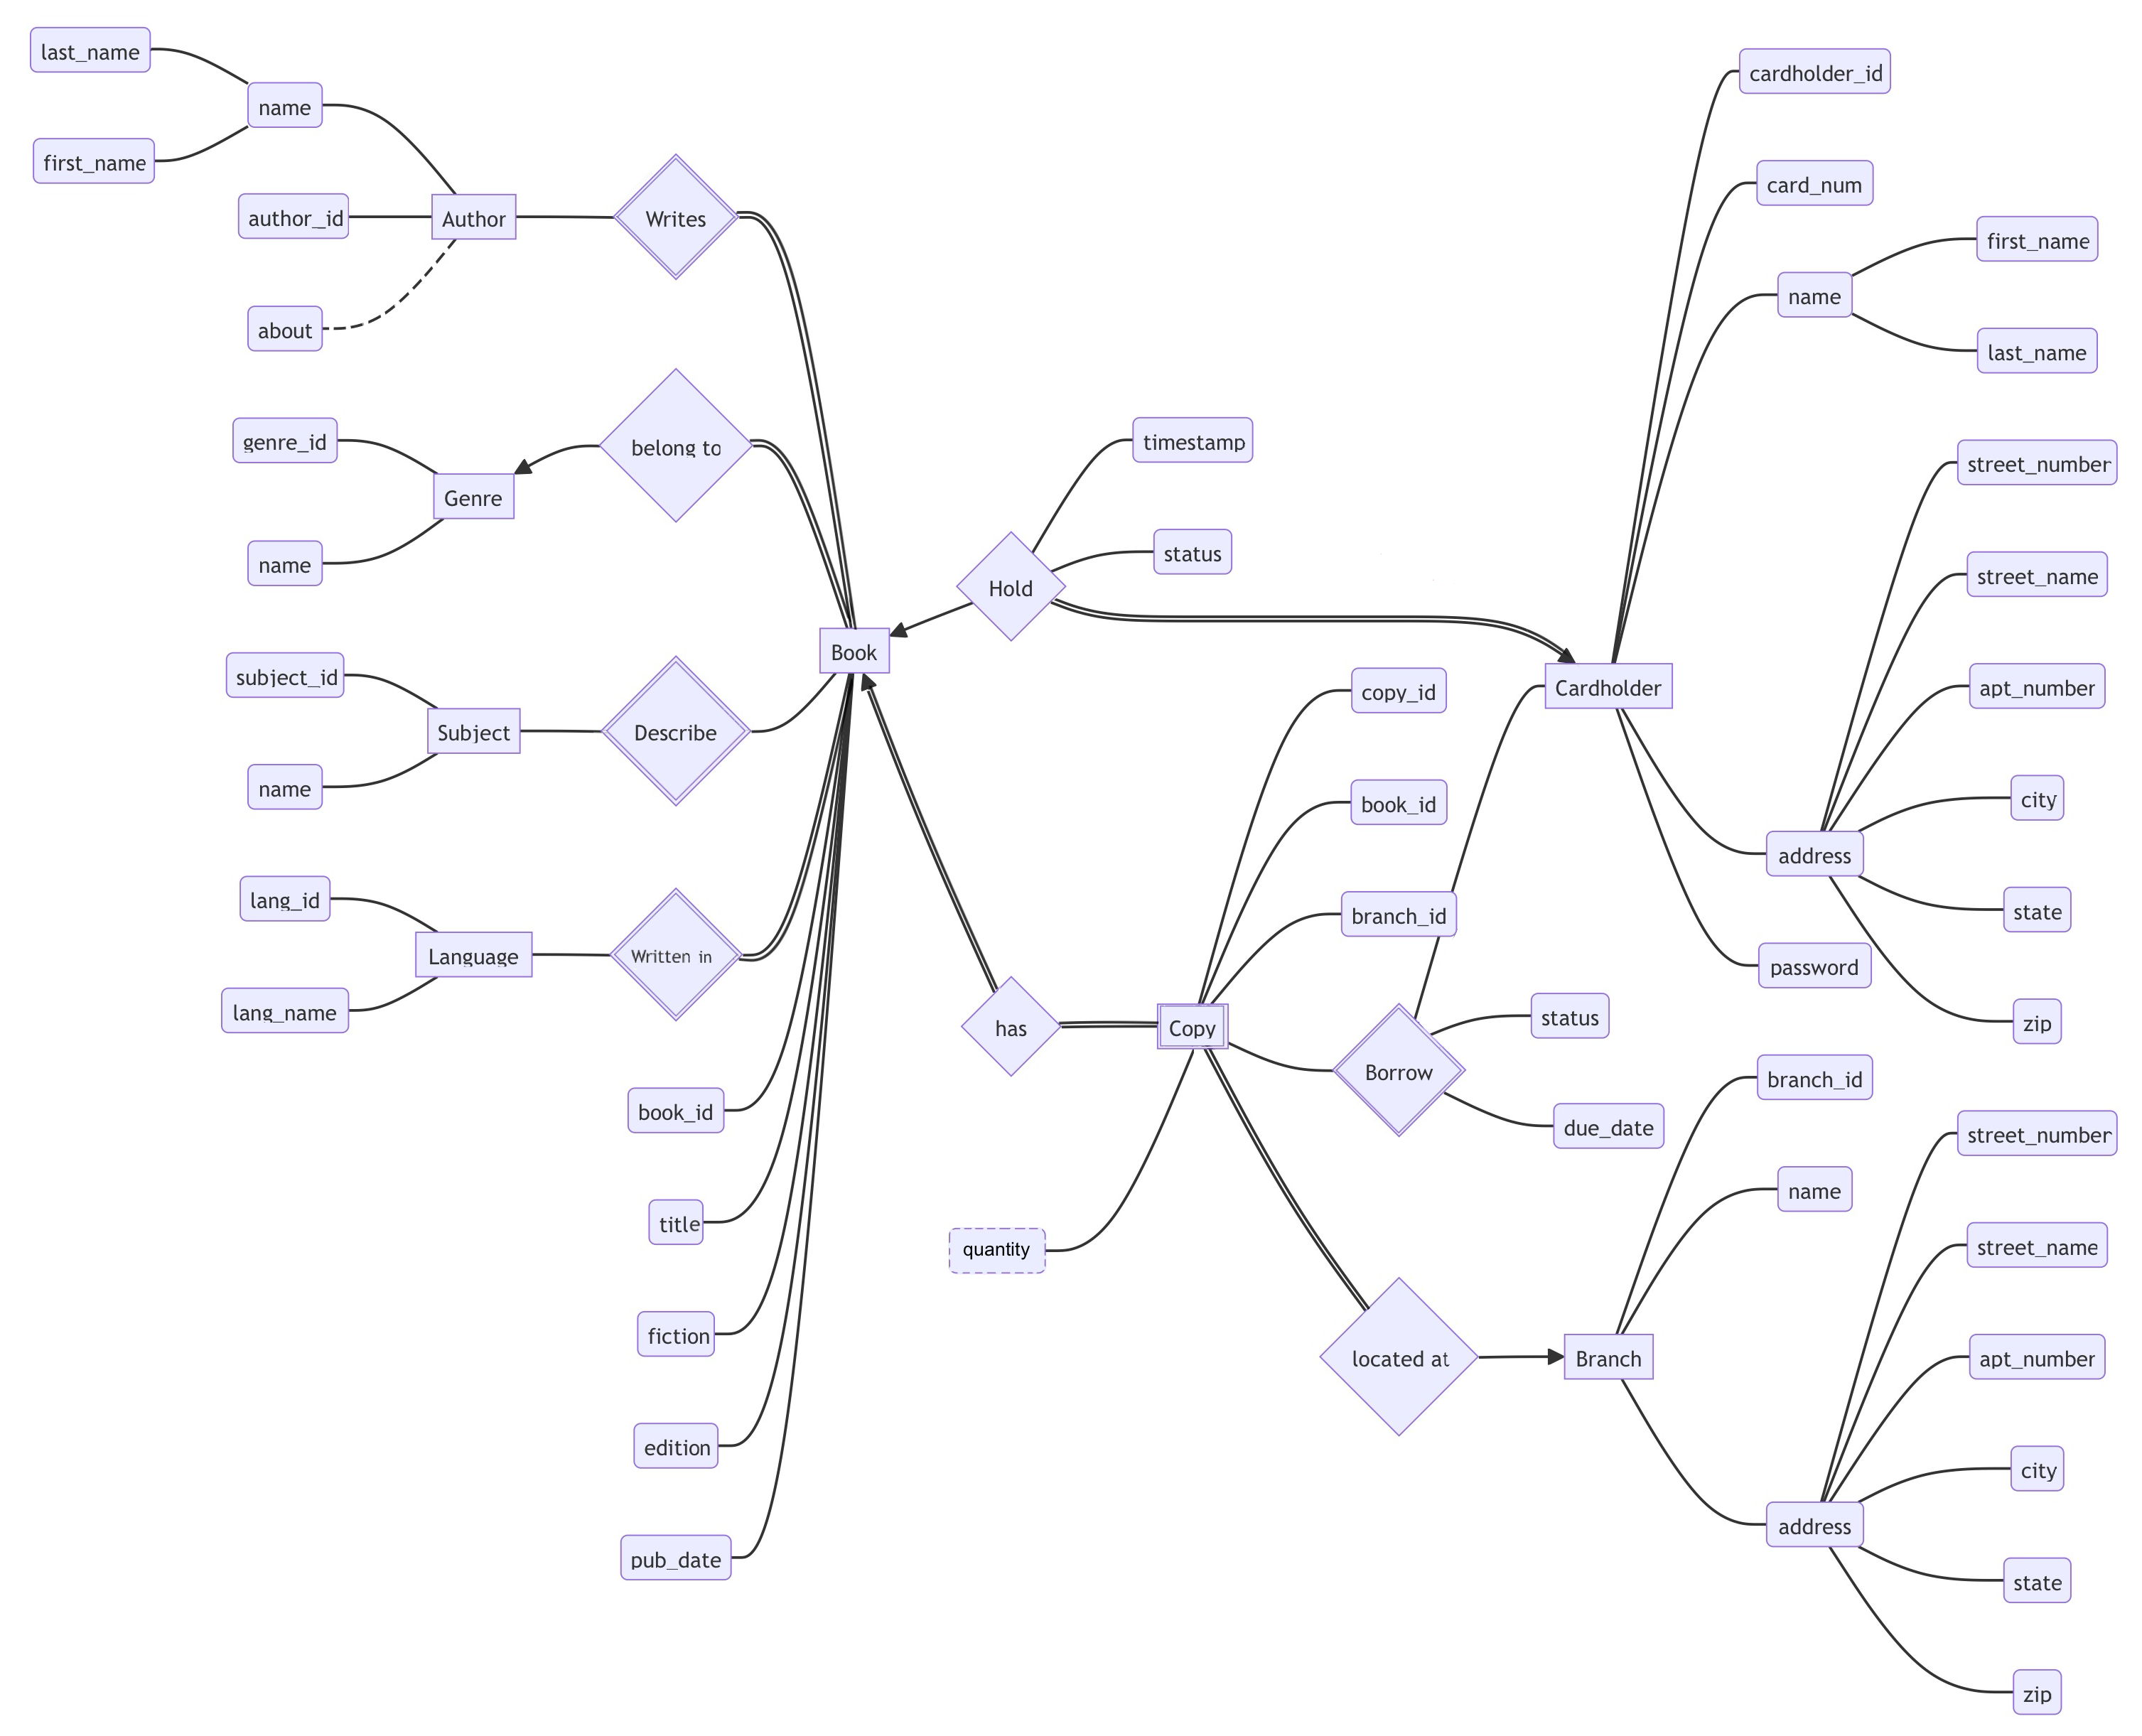 last_name
name
first_name
author_id
Author
about
Writes
genre_id
Genre
name
belong to
subject_id
Subject
name
Describe
lang_id
Language
lang_name
Written in
Book
book_id
title
fiction
edition
pub_date
Hold
timestamp
status
has
Copy
copy_id
book_id
branch_id
quantity
Borrow
status
due_date
located at
Cardholder
cardholder_id
card_num
name
first_name
last_name
address
street_number
street_name
apt_number
city
state
zip
password
Branch
branch_id
name
address
street_number
street_name
apt_number
city
state
zip